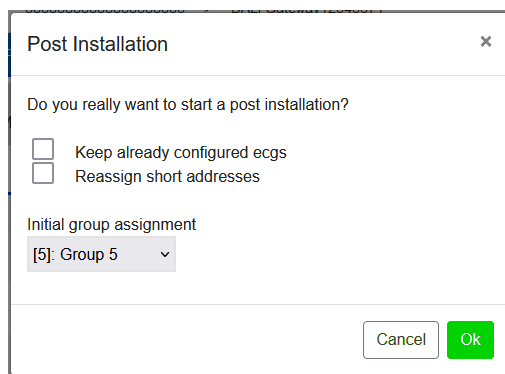 Post Installation
×
Do you really want to start a post installation?
Keep already configured ecgs
Reassign short addresses
Initial group assignment
[5]: Group 5
Cancel
Ok